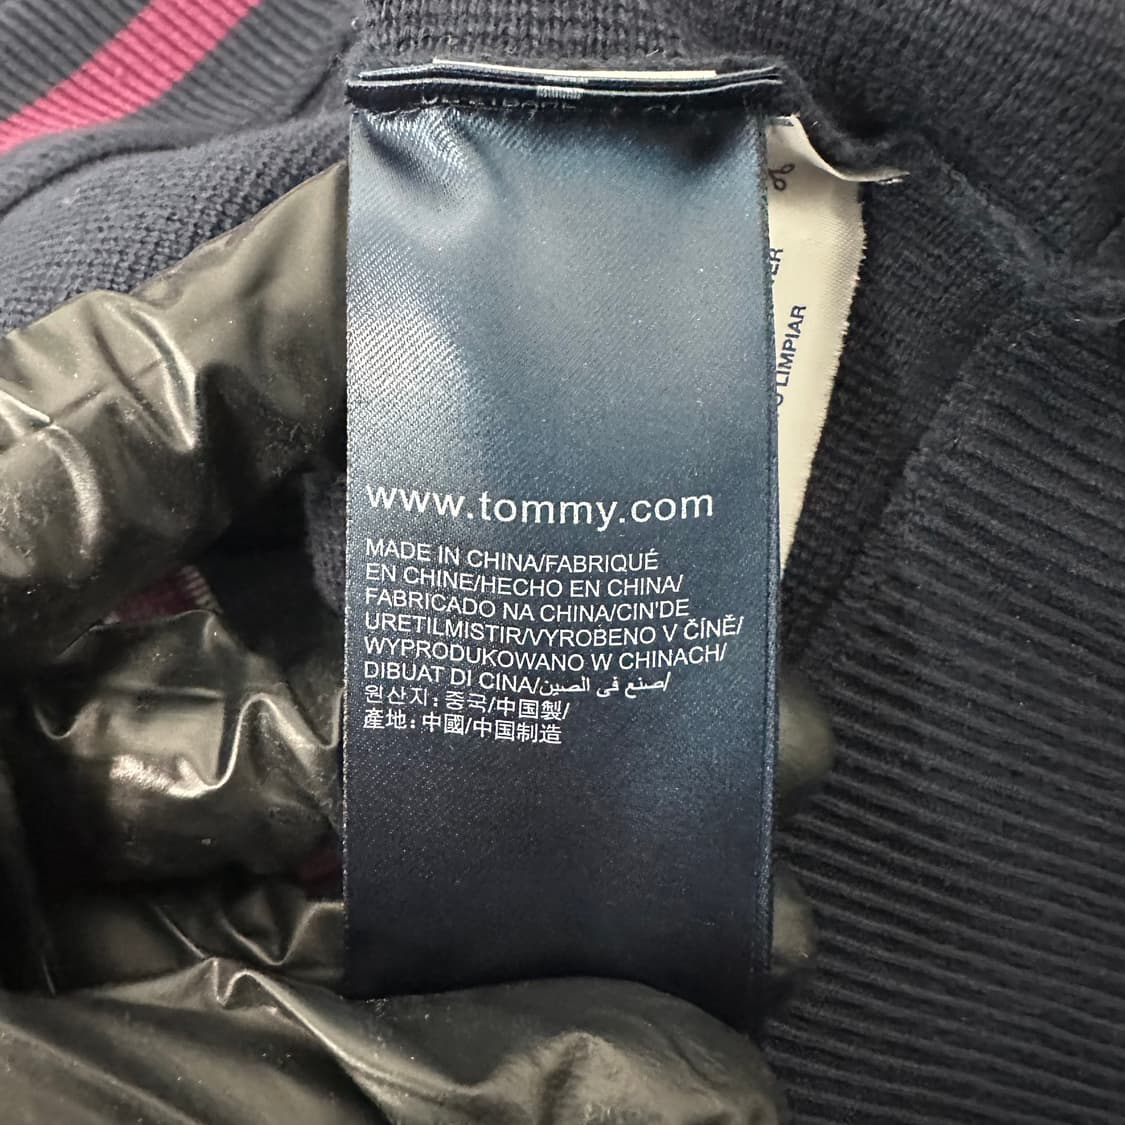 www.tommy.com
MADE IN CHINA/FABRIQUÉ
EN CHINE/HECHO EN CHINA/
FABRICADO NA CHINA/CIN'DE
URETILMISTIR/VYROBENO V ČÍNĚ/
WYPRODUKOWANO W CHINACH/
DIBUAT DI CINA/صنع فى الصين/
원산지: 중국/中国製/
產地: 中國/中国制造
LIMPIAR